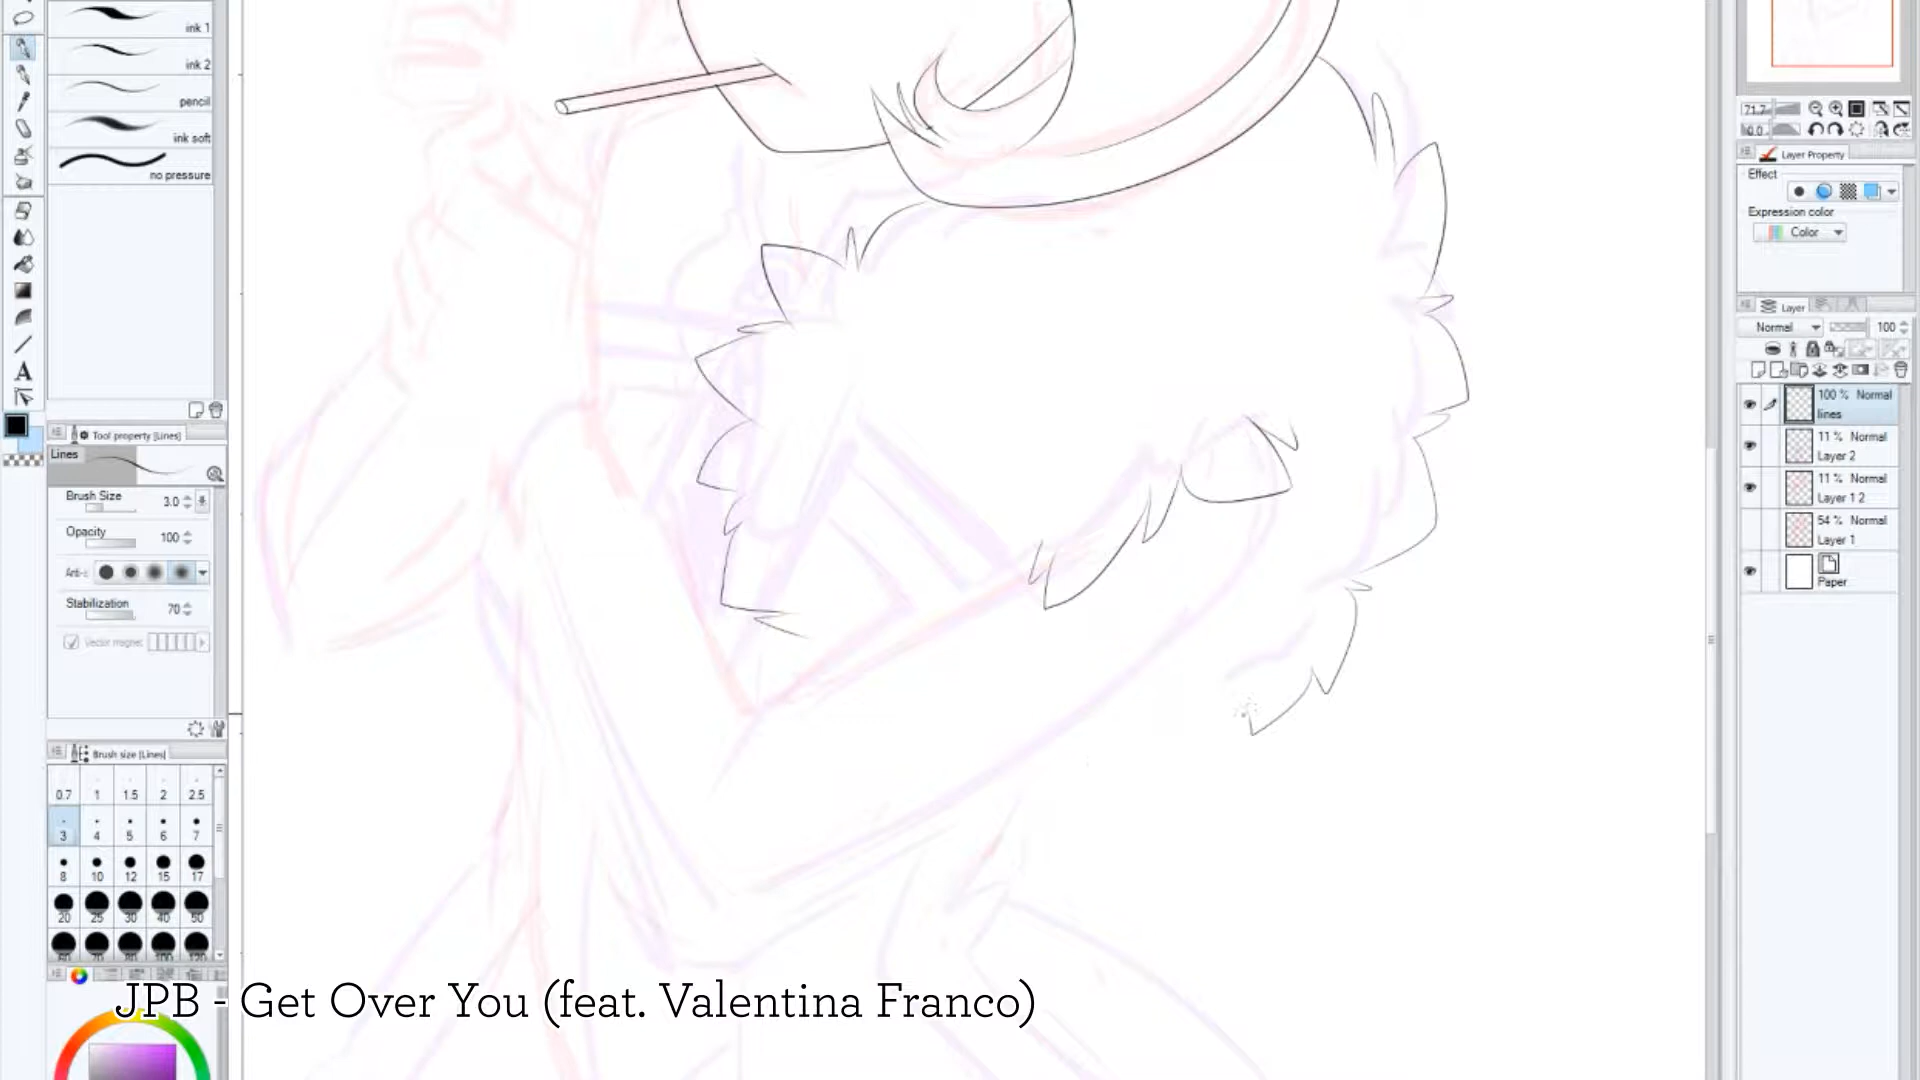 ink 1
ink 2
pencil
ink soft
no pressure
Tool property [Lines]
Lines
Brush Size 3.0
Opacity 100
Anti-
Stabilization 70
Vector magnet
Brush size [Lines]
0.7 1 1.5 2 2.5
3 4 5 6 7
8 10 12 15 17
20 25 30 40 50
JPB - Get Over You (feat. Valentina Franco)
71.7
0.0
Layer Property
Effect
Expression color
Color
Layer
Normal 100
100 % Normal
lines
11 % Normal
Layer 2
11 % Normal
Layer 1 2
54 % Normal
Layer 1
Paper